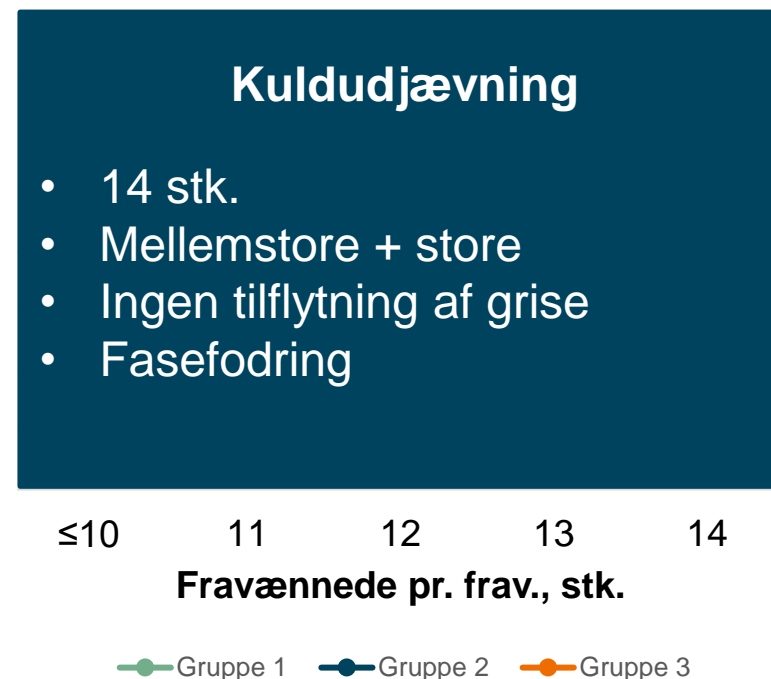 Kuldudjævning
• 14 stk.
• Mellemstore + store
• Ingen tilflytning af grise
• Fasefodring
≤10 11 12 13 14
Fravænnede pr. frav., stk.
Gruppe 1 Gruppe 2 Gruppe 3